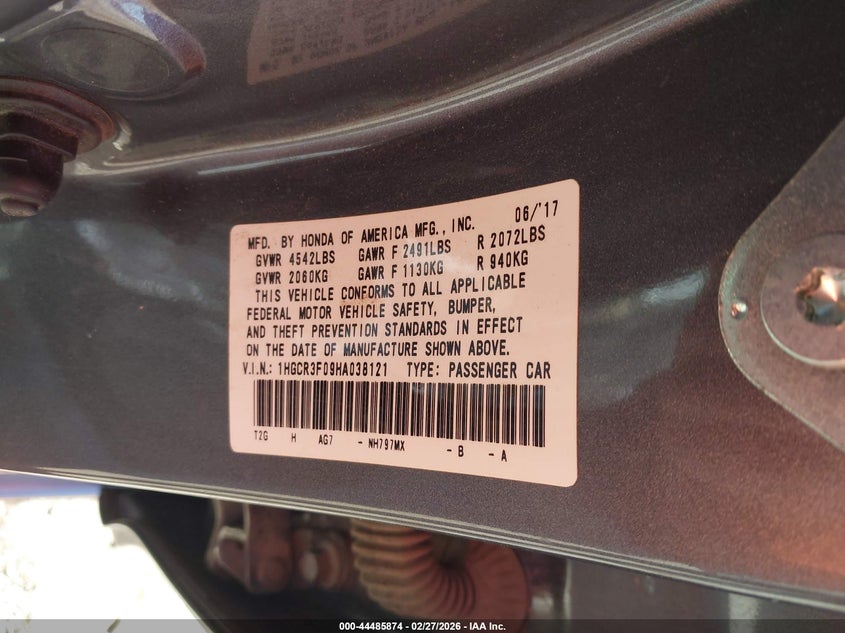 MFD. BY HONDA OF AMERICA MFG., INC. 06/'17
GVWR 4542LBS GAWR F 2491LBS R 2072LBS
GVWR 2060KG GAWR F 1130KG R 940KG
THIS VEHICLE CONFORMS TO ALL APPLICABLE
FEDERAL MOTOR VEHICLE SAFETY, BUMPER,
AND THEFT PREVENTION STANDARDS IN EFFECT
ON THE DATE OF MANUFACTURE SHOWN ABOVE.
V.I.N.: 1HGCR3F09HA038121 TYPE: PASSENGER CAR
T2G H AG7 - NH797MX - B - A
000-44485874 | 02/27/2026 - IAA Inc.